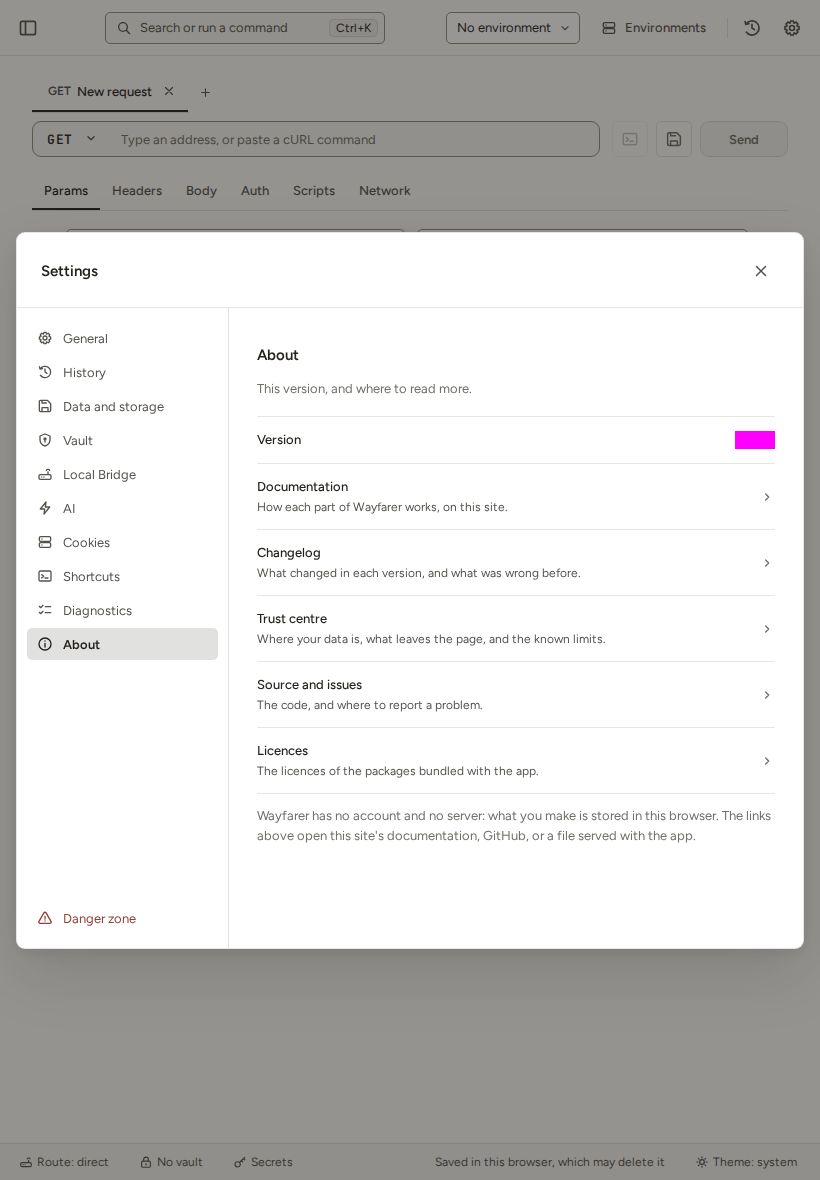 Search or run a command Ctrl+K No environment Environments
GET New request
GET Type an address, or paste a cURL command Send
Params Headers Body Auth Scripts Network
Settings
General
History
Data and storage
Vault
Local Bridge
AI
Cookies
Shortcuts
Diagnostics
About
Danger zone
About
This version, and where to read more.
Version
Documentation
How each part of Wayfarer works, on this site.
Changelog
What changed in each version, and what was wrong before.
Trust centre
Where your data is, what leaves the page, and the known limits.
Source and issues
The code, and where to report a problem.
Licences
The licences of the packages bundled with the app.
Wayfarer has no account and no server: what you make is stored in this browser. The links
above open this site's documentation, GitHub, or a file served with the app.
Route: direct No vault Secrets Saved in this browser, which may delete it Theme: system